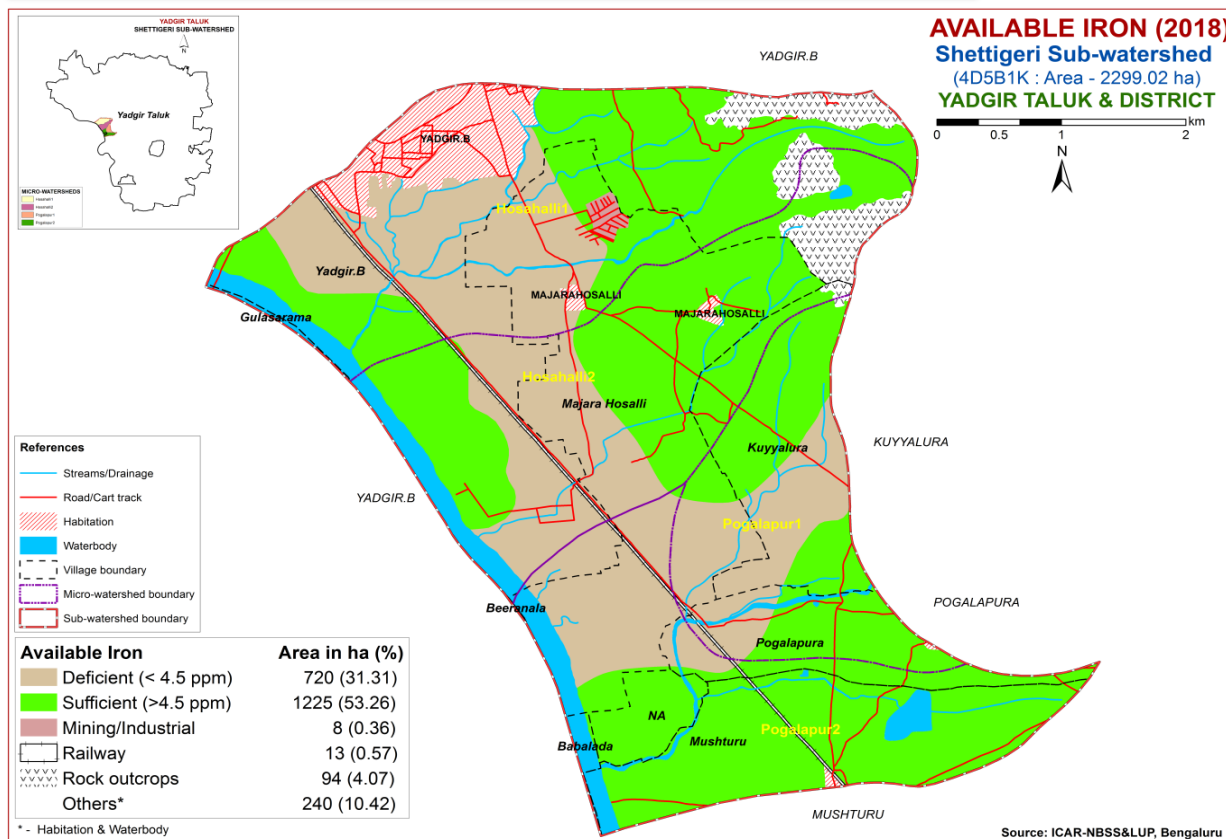 YADGIR TALUK
SHETTIGERI SUB-WATERSHED
N
Yadgir Taluk
MICRO-WATERSHEDS
Hosahalli1
Hosahalli2
Pogalapur1
Pogalapur2
AVAILABLE IRON (2018)
Shettigeri Sub-watershed
(4D5B1K : Area - 2299.02 ha)
YADGIR TALUK & DISTRICT
km
0 0.5 1 2
N
YADGIR.B
YADGIR.B
Hosahalli1
Yadgir.B
MAJARAHOSALLI
Gulasarama
MAJARAHOSALLI
Hosahalli2
Majara Hosalli
Kuyyalura
KUYYALURA
YADGIR.B
Pogalapur1
Beeranala
POGALAPURA
Pogalapura
NA
Pogalapur2
Mushturu
Babalada
MUSHTURU
References
Streams/Drainage
Road/Cart track
Habitation
Waterbody
Village boundary
Micro-watershed boundary
Sub-watershed boundary
Available Iron Area in ha (%)
Deficient (< 4.5 ppm) 720 (31.31)
Sufficient (>4.5 ppm) 1225 (53.26)
Mining/Industrial 8 (0.36)
Railway 13 (0.57)
Rock outcrops 94 (4.07)
Others* 240 (10.42)
* - Habitation & Waterbody
Source: ICAR-NBSS&LUP, Bengaluru